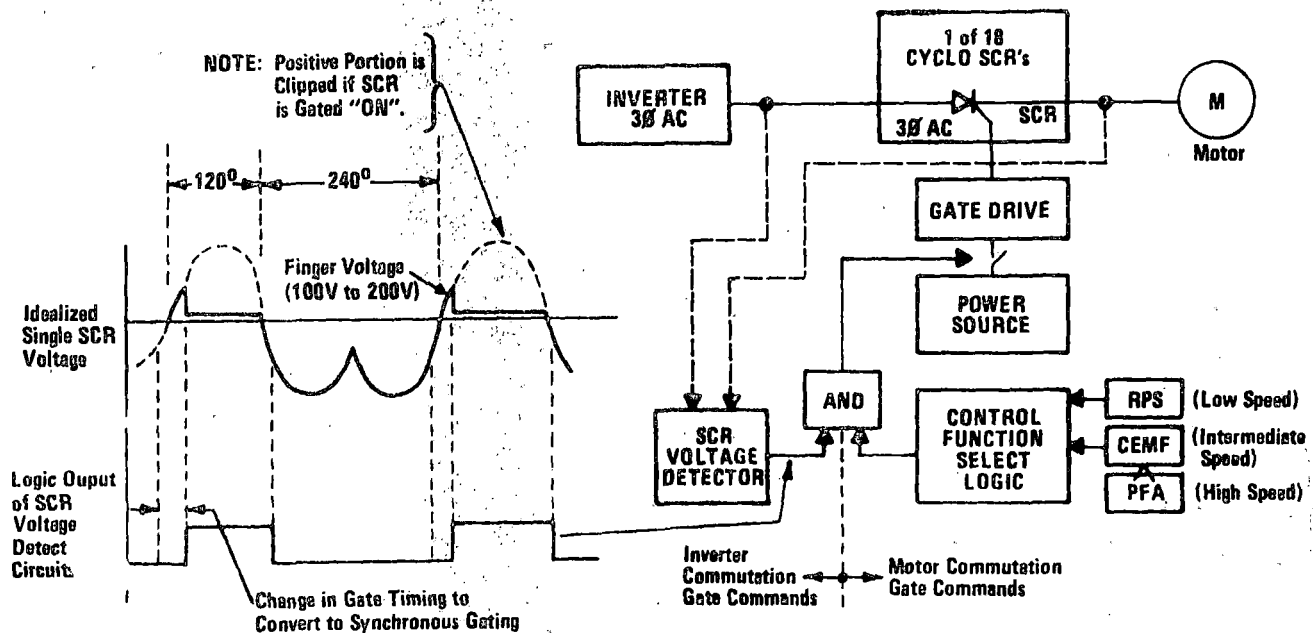 NOTE: Positive Portion is
Clipped if SCR
is Gated "ON".
120°
240°
Finger Voltage
(100V to 200V)
Idealized
Single SCR
Voltage
Logic Ouput
of SCR
Voltage
Detect
Circuit
Change in Gate Timing to
Convert to Synchronous Gating
INVERTER
3Ø AC
1 of 18
CYCLO SCR's
3Ø AC
SCR
M
Motor
GATE DRIVE
POWER
SOURCE
SCR
VOLTAGE
DETECTOR
AND
CONTROL
FUNCTION
SELECT
LOGIC
RPS (Low Speed)
CEMF (Intermediate
Speed)
PFA (High Speed)
Inverter
Commutation
Gate Commands
Motor Commutation
Gate Commands